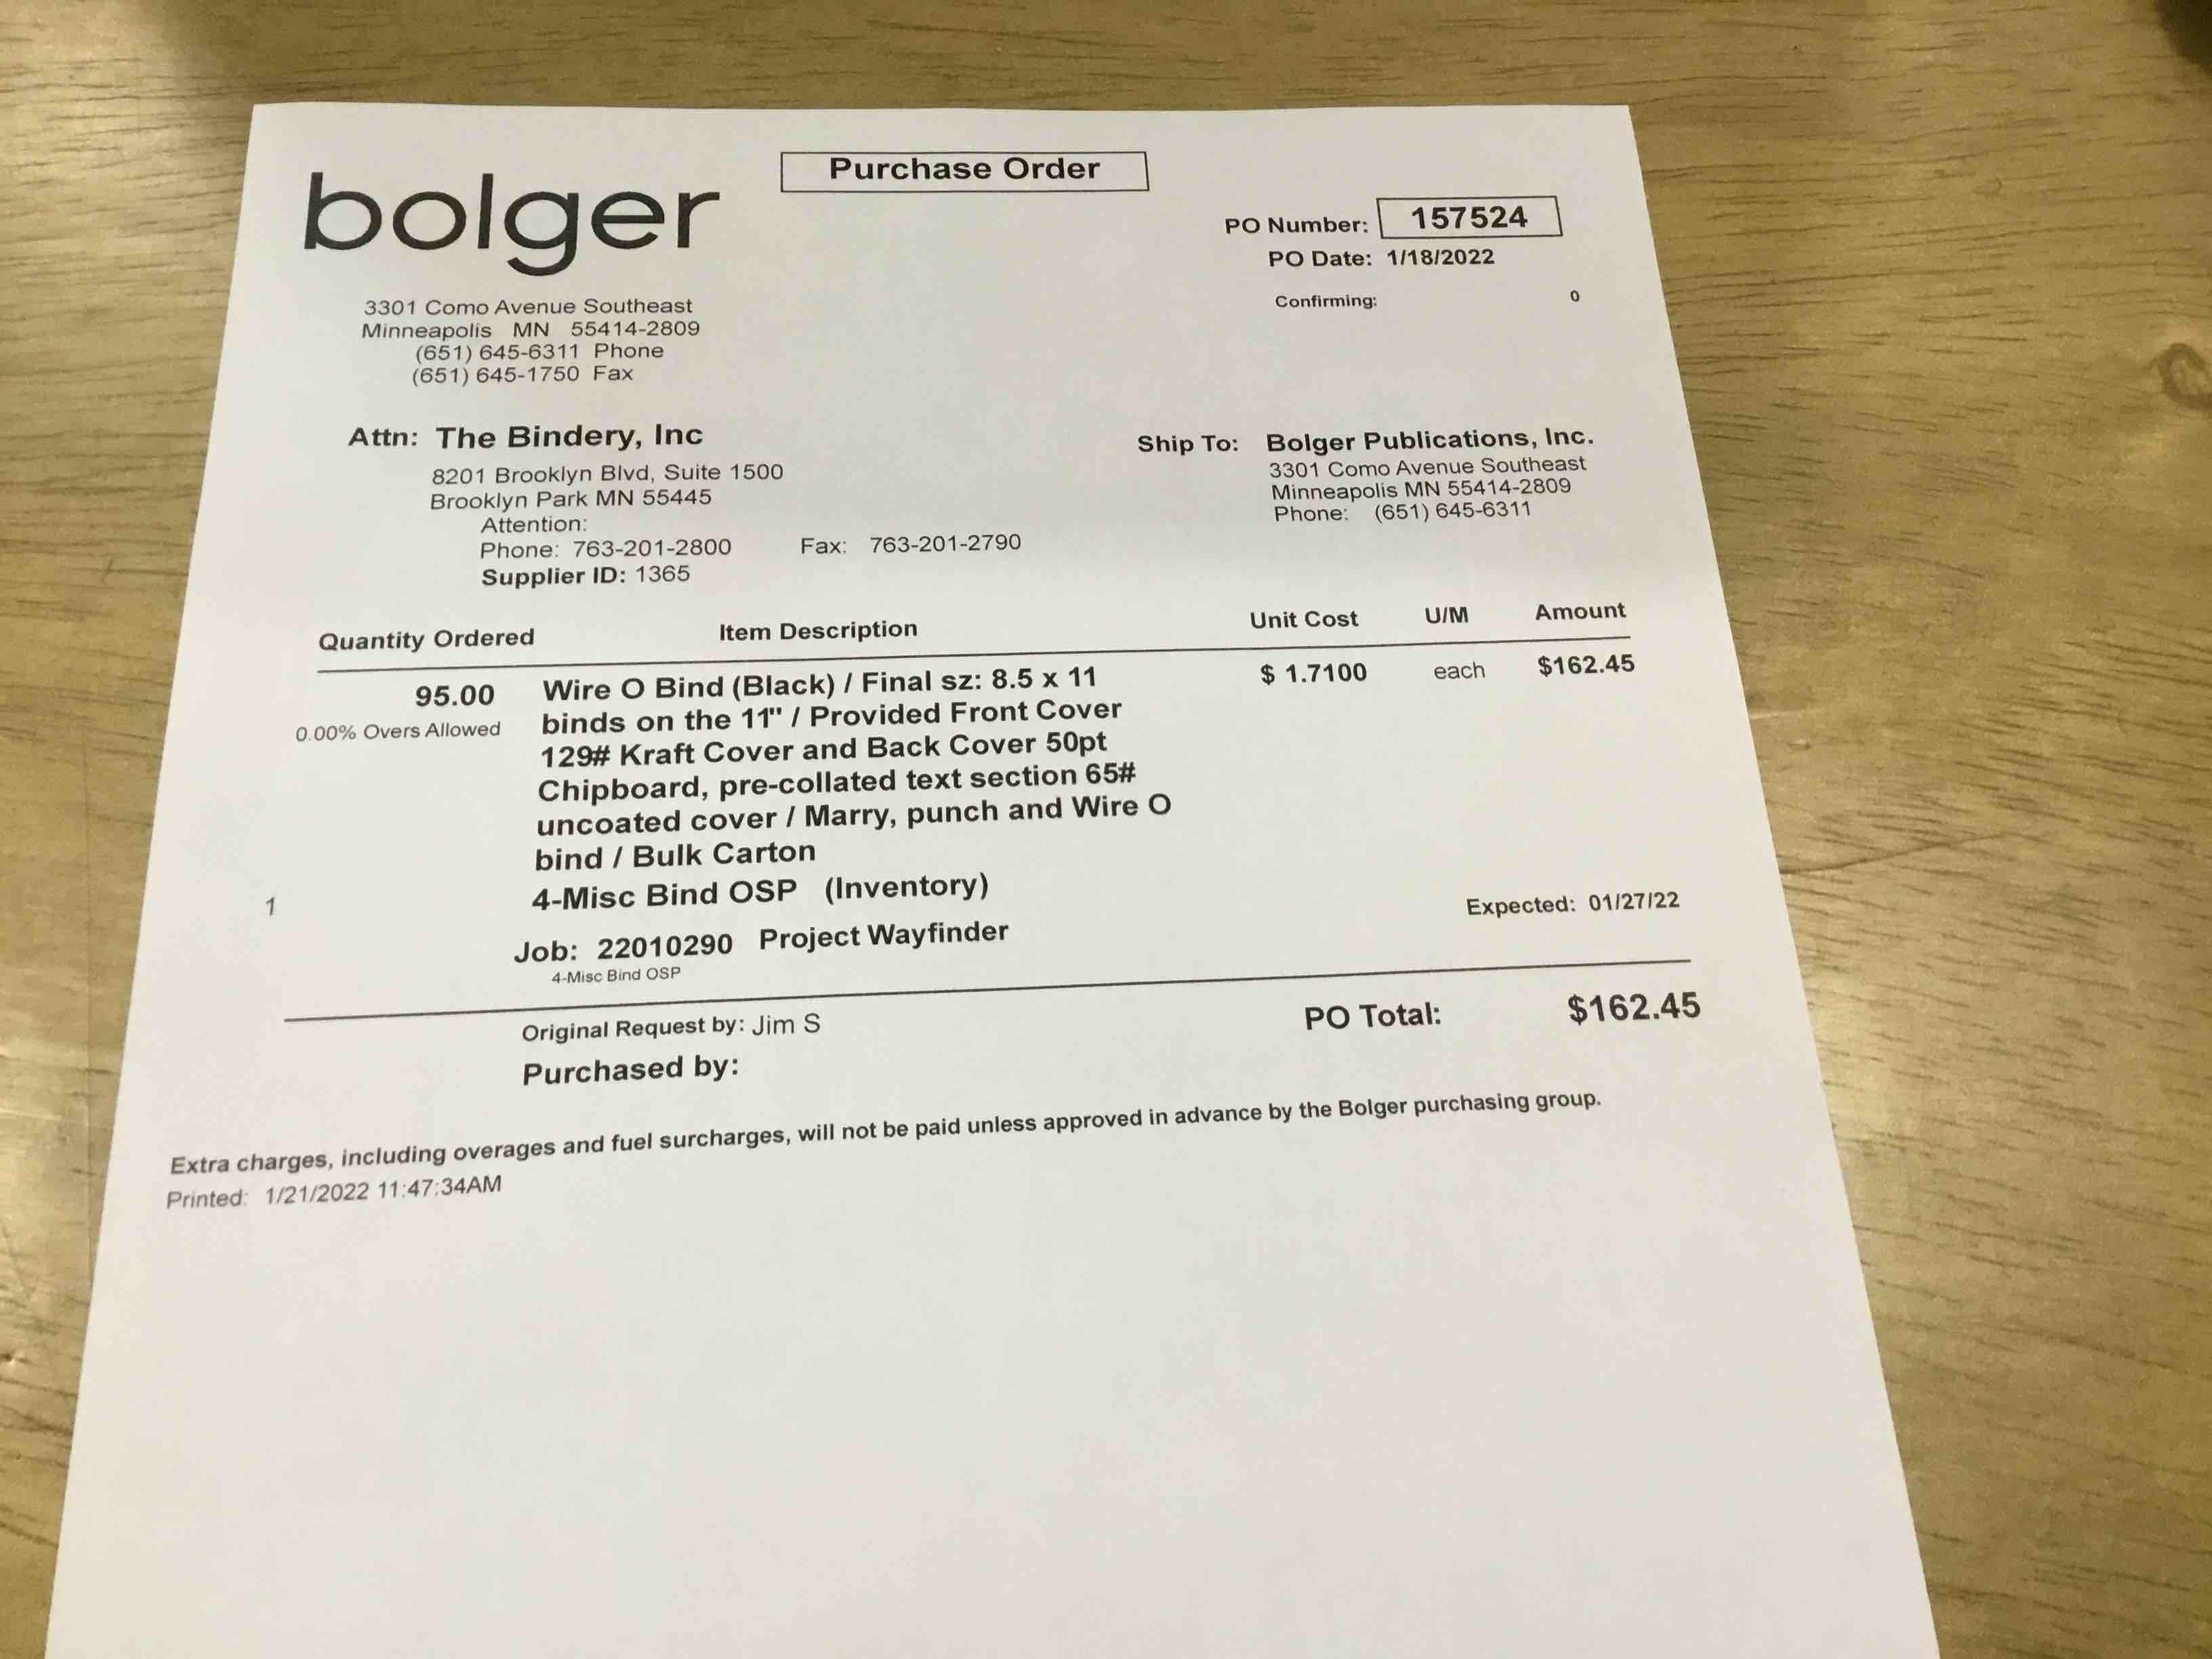 Purchase Order
bolger
PO Number: 157524
PO Date: 1/18/2022
Confirming: 0
3301 Como Avenue Southeast
Minneapolis MN 55414-2809
(651) 645-6311 Phone
(651) 645-1750 Fax
Attn: The Bindery, Inc
8201 Brooklyn Blvd, Suite 1500
Brooklyn Park MN 55445
Attention:
Phone: 763-201-2800 Fax: 763-201-2790
Supplier ID: 1365
Ship To: Bolger Publications, Inc.
3301 Como Avenue Southeast
Minneapolis MN 55414-2809
Phone: (651) 645-6311
Quantity Ordered Item Description Unit Cost U/M Amount
95.00 Wire O Bind (Black) / Final sz: 8.5 x 11 $ 1.7100 each $162.45
0.00% Overs Allowed binds on the 11" / Provided Front Cover
129# Kraft Cover and Back Cover 50pt
Chipboard, pre-collated text section 65#
uncoated cover / Marry, punch and Wire O
bind / Bulk Carton
1 4-Misc Bind OSP (Inventory) Expected: 01/27/22
Job: 22010290 Project Wayfinder
4-Misc Bind OSP
Original Request by: Jim S PO Total: $162.45
Purchased by:
Extra charges, including overages and fuel surcharges, will not be paid unless approved in advance by the Bolger purchasing group.
Printed: 1/21/2022 11:47:34AM